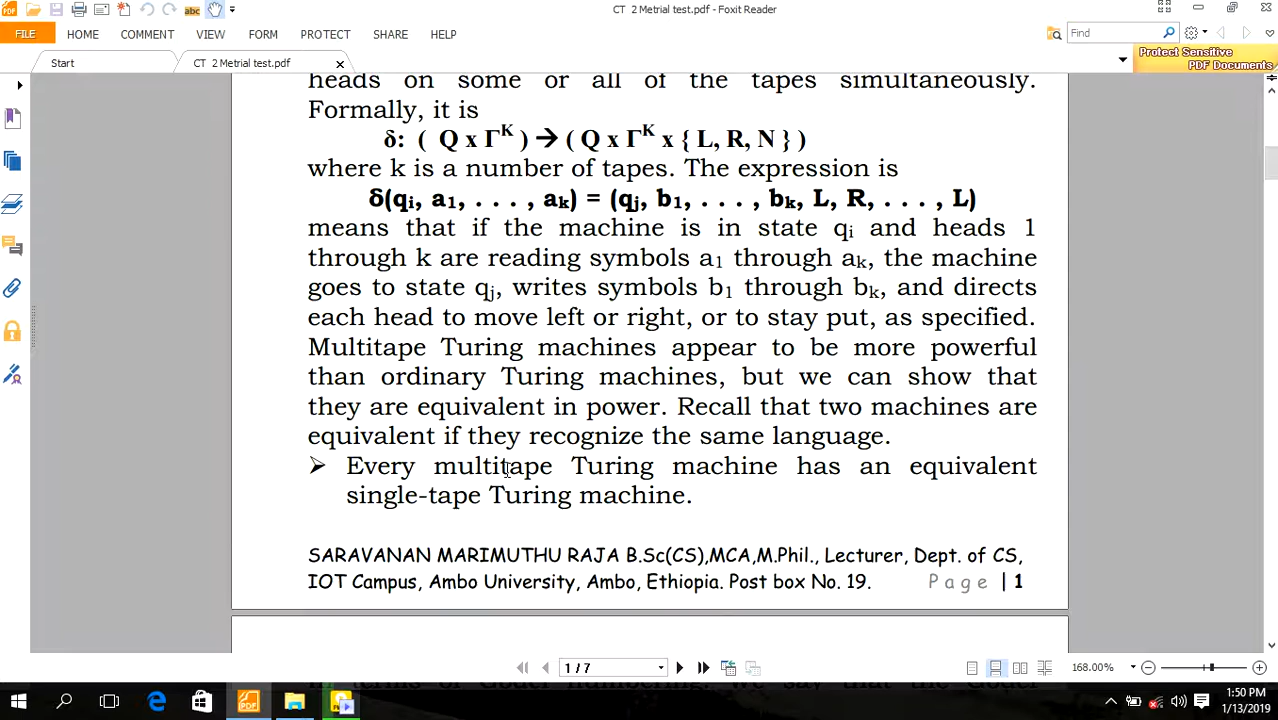 CT 2 Metrial test.pdf - Foxit Reader
FILE HOME COMMENT VIEW FORM PROTECT SHARE HELP Find
Start CT 2 Metrial test.pdf
Protect Sensitive
PDF Documents
heads on some or all of the tapes simultaneously.
Formally, it is
δ: ( Q x Γ^K ) → ( Q x Γ^K x { L, R, N } )
where k is a number of tapes. The expression is
δ(qᵢ, a₁, . . . , aₖ) = (qⱼ, b₁, . . . , bₖ, L, R, . . . , L)
means that if the machine is in state qᵢ and heads 1
through k are reading symbols a₁ through aₖ, the machine
goes to state qⱼ, writes symbols b₁ through bₖ, and directs
each head to move left or right, or to stay put, as specified.
Multitape Turing machines appear to be more powerful
than ordinary Turing machines, but we can show that
they are equivalent in power. Recall that two machines are
equivalent if they recognize the same language.
➢ Every multitape Turing machine has an equivalent
single-tape Turing machine.
SARAVANAN MARIMUTHU RAJA B.Sc(CS),MCA,M.Phil., Lecturer, Dept. of CS,
IOT Campus, Ambo University, Ambo, Ethiopia. Post box No. 19. Page | 1
1 / 7 168.00%
1:50 PM
1/13/2019